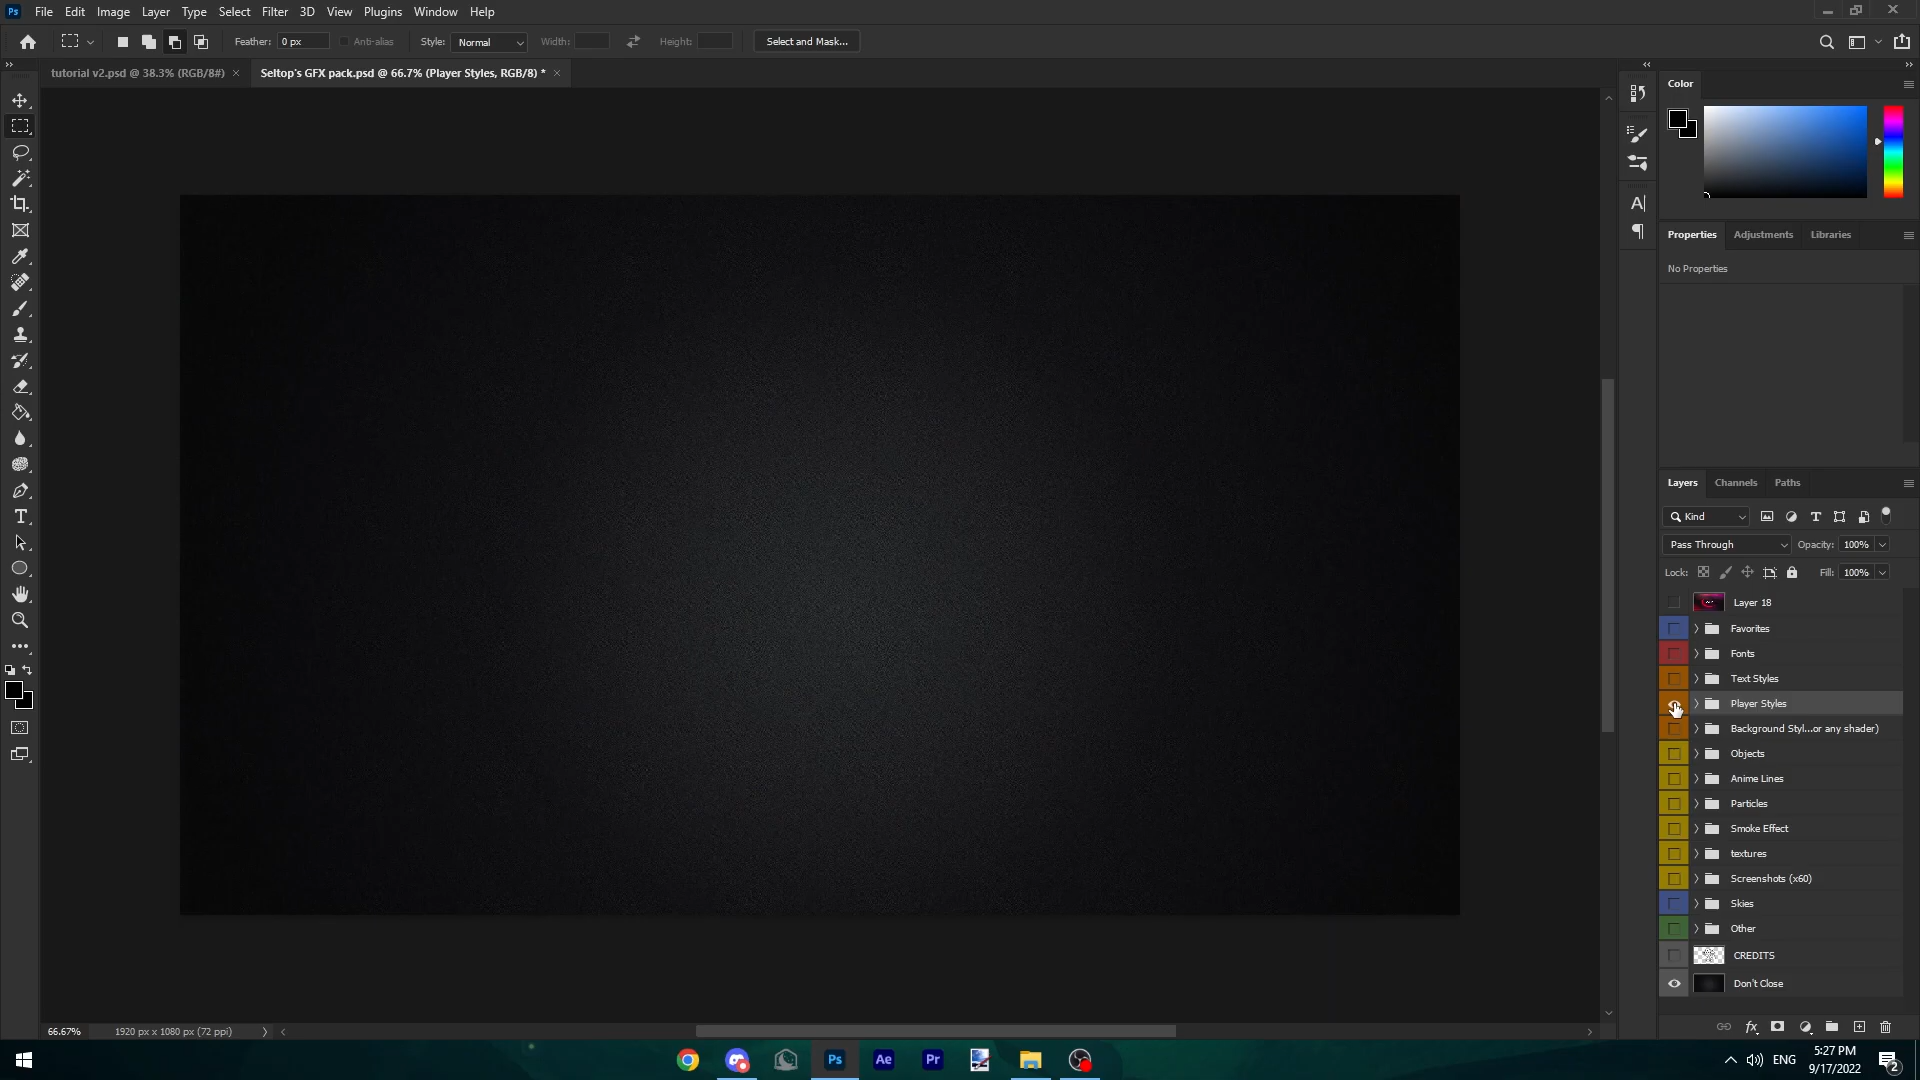 Ps File Edit Image Layer Type Select Filter 3D View Plugins Window Help
Feather: 0 px Anti-alias Style: Normal Width: Height: Select and Mask...
tutorial v2.psd @ 38.3% (RGB/8#) × Seltop's GFX pack.psd @ 66.7% (Player Styles, RGB/8) * ×
Color
Properties Adjustments Libraries
No Properties
Layers Channels Paths
Kind
Pass Through Opacity: 100%
Lock: Fill: 100%
Layer 18
Favorites
Fonts
Text Styles
Player Styles
Background Styl...or any shader)
Objects
Anime Lines
Particles
Smoke Effect
textures
Screenshots (x60)
Skies
Other
CREDITS
Don't Close
66.67% 1920 px x 1080 px (72 ppi)
Ps Ae Pr ENG 5:27 PM
9/17/2022 2